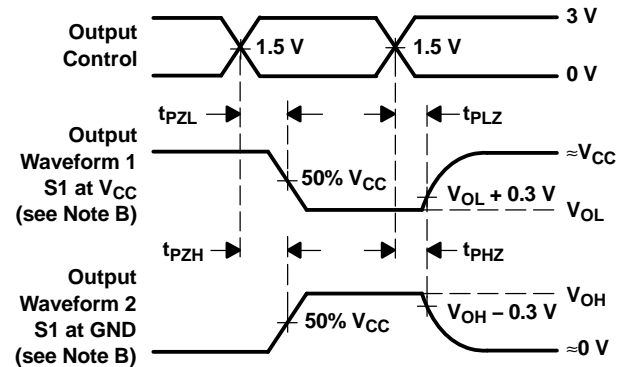 3 V
Output
Control
1.5 V
1.5 V
0 V
tPZL
tPLZ
Output
Waveform 1
S1 at VCC
(see Note B)
≈VCC
50% VCC
VOL + 0.3 V
VOL
tPZH
tPHZ
Output
Waveform 2
S1 at GND
(see Note B)
VOH
VOH − 0.3 V
50% VCC
≈0 V